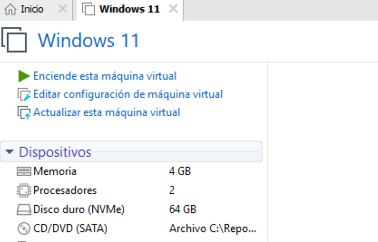 Inicio
Windows 11
Windows 11
Enciende esta máquina virtual
Editar configuración de máquina virtual
Actualizar esta máquina virtual
Dispositivos
Memoria 4 GB
Procesadores 2
Disco duro (NVMe) 64 GB
CD/DVD (SATA) Archivo C:\Repo...